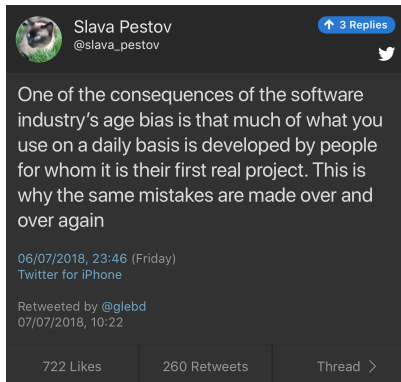 Slava Pestov
@slava_pestov
3 Replies
One of the consequences of the software
industry's age bias is that much of what you
use on a daily basis is developed by people
for whom it is their first real project. This is
why the same mistakes are made over and
over again
06/07/2018, 23:46 (Friday)
Twitter for iPhone
Retweeted by @glebd
07/07/2018, 10:22
722 Likes
260 Retweets
Thread